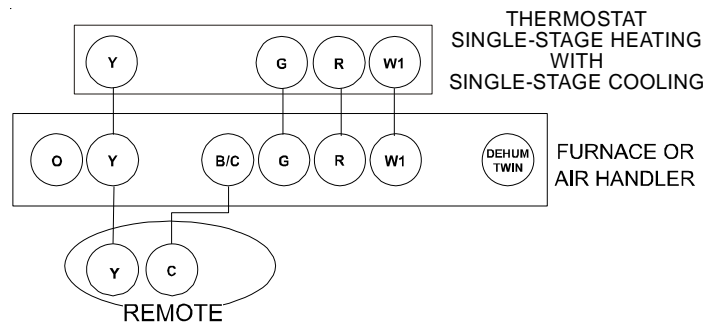 THERMOSTAT
SINGLE-STAGE HEATING
WITH
SINGLE-STAGE COOLING
Y G R W1
O Y B/C G R W1 DEHUM TWIN
FURNACE OR
AIR HANDLER
Y C
REMOTE